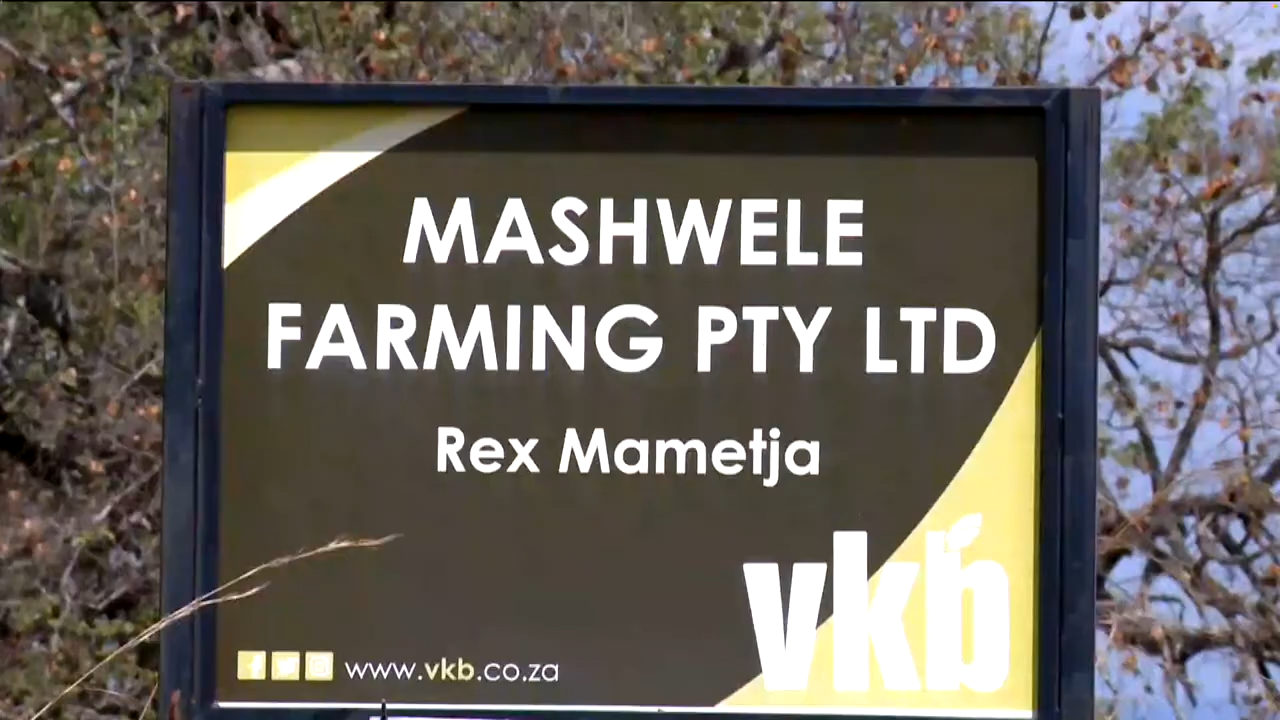 MASHWELE
FARMING PTY LTD
Rex Mametja
vkb
www.vkb.co.za